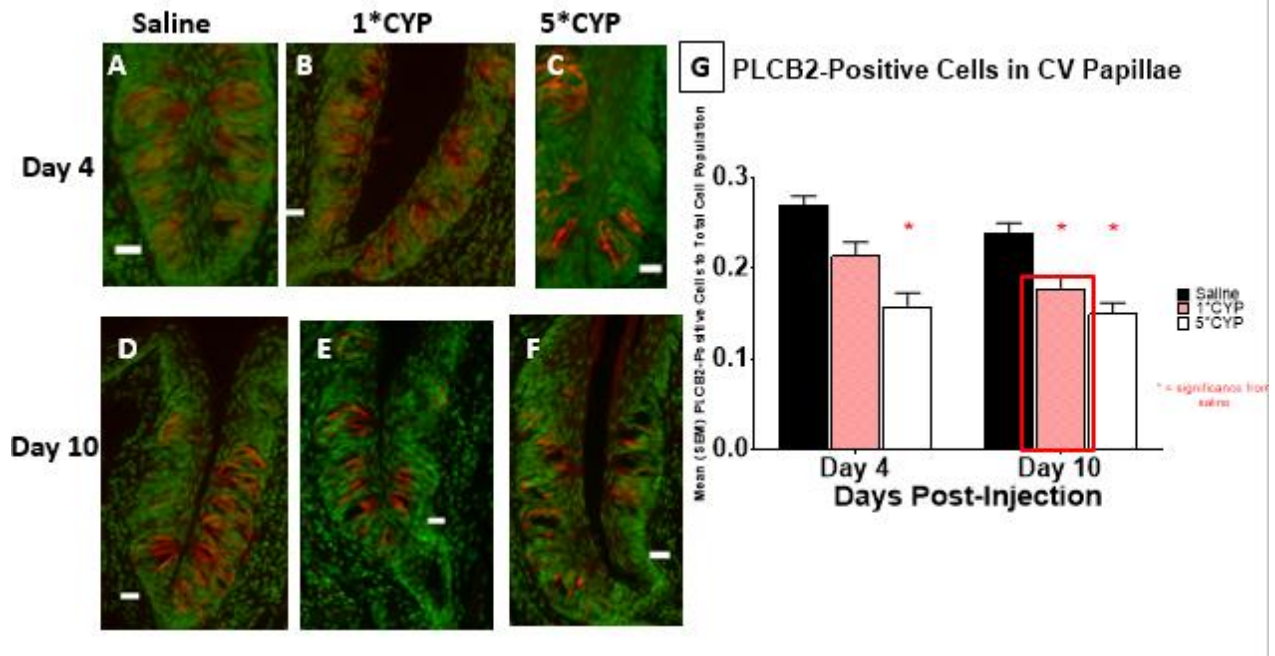 Saline
1*CYP
5*CYP
Day 4
Day 10
A
B
C
D
E
F
G
PLCB2-Positive Cells in CV Papillae
Mean (SEM) PLCB2-Positive Cells to Total Cell Population
0.3
0.2
0.1
0.0
*
*
*
Day 4
Day 10
Days Post-Injection
Saline
1*CYP
5*CYP
* = significance from
saline